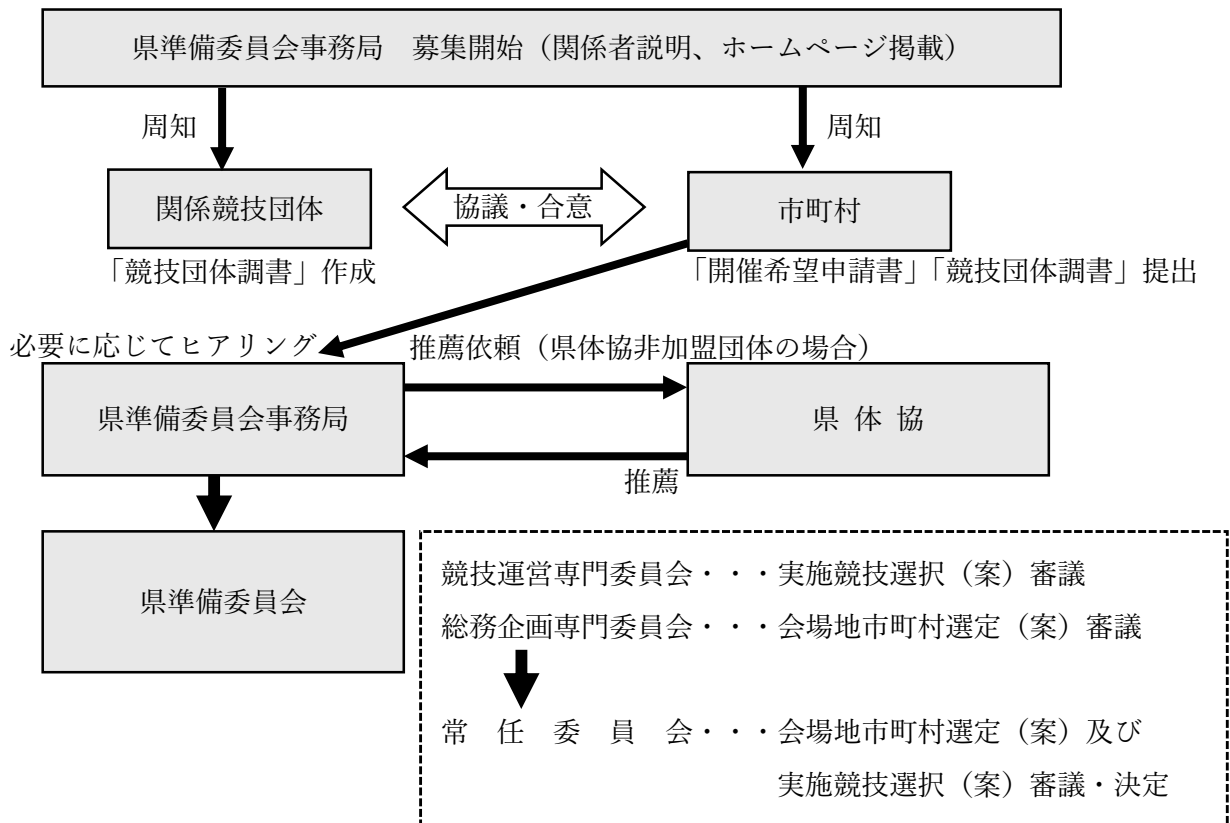 県準備委員会事務局　募集開始（関係者説明、ホームページ掲載）
周知
周知
関係競技団体
協議・合意
市町村
「競技団体調書」作成
「開催希望申請書」「競技団体調書」提出
必要に応じてヒアリング
推薦依頼（県体協非加盟団体の場合）
県準備委員会事務局
県 体 協
推薦
県準備委員会
競技運営専門委員会・・・実施競技選択（案）審議
総務企画専門委員会・・・会場地市町村選定（案）審議
常　任　委　員　会・・・会場地市町村選定（案）及び
実施競技選択（案）審議・決定